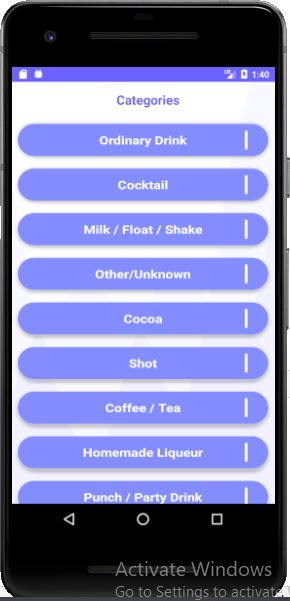 1:40
Categories
Ordinary Drink
Cocktail
Milk / Float / Shake
Other/Unknown
Cocoa
Shot
Coffee / Tea
Homemade Liqueur
Punch / Party Drink
Activate Windows
Go to Settings to activate